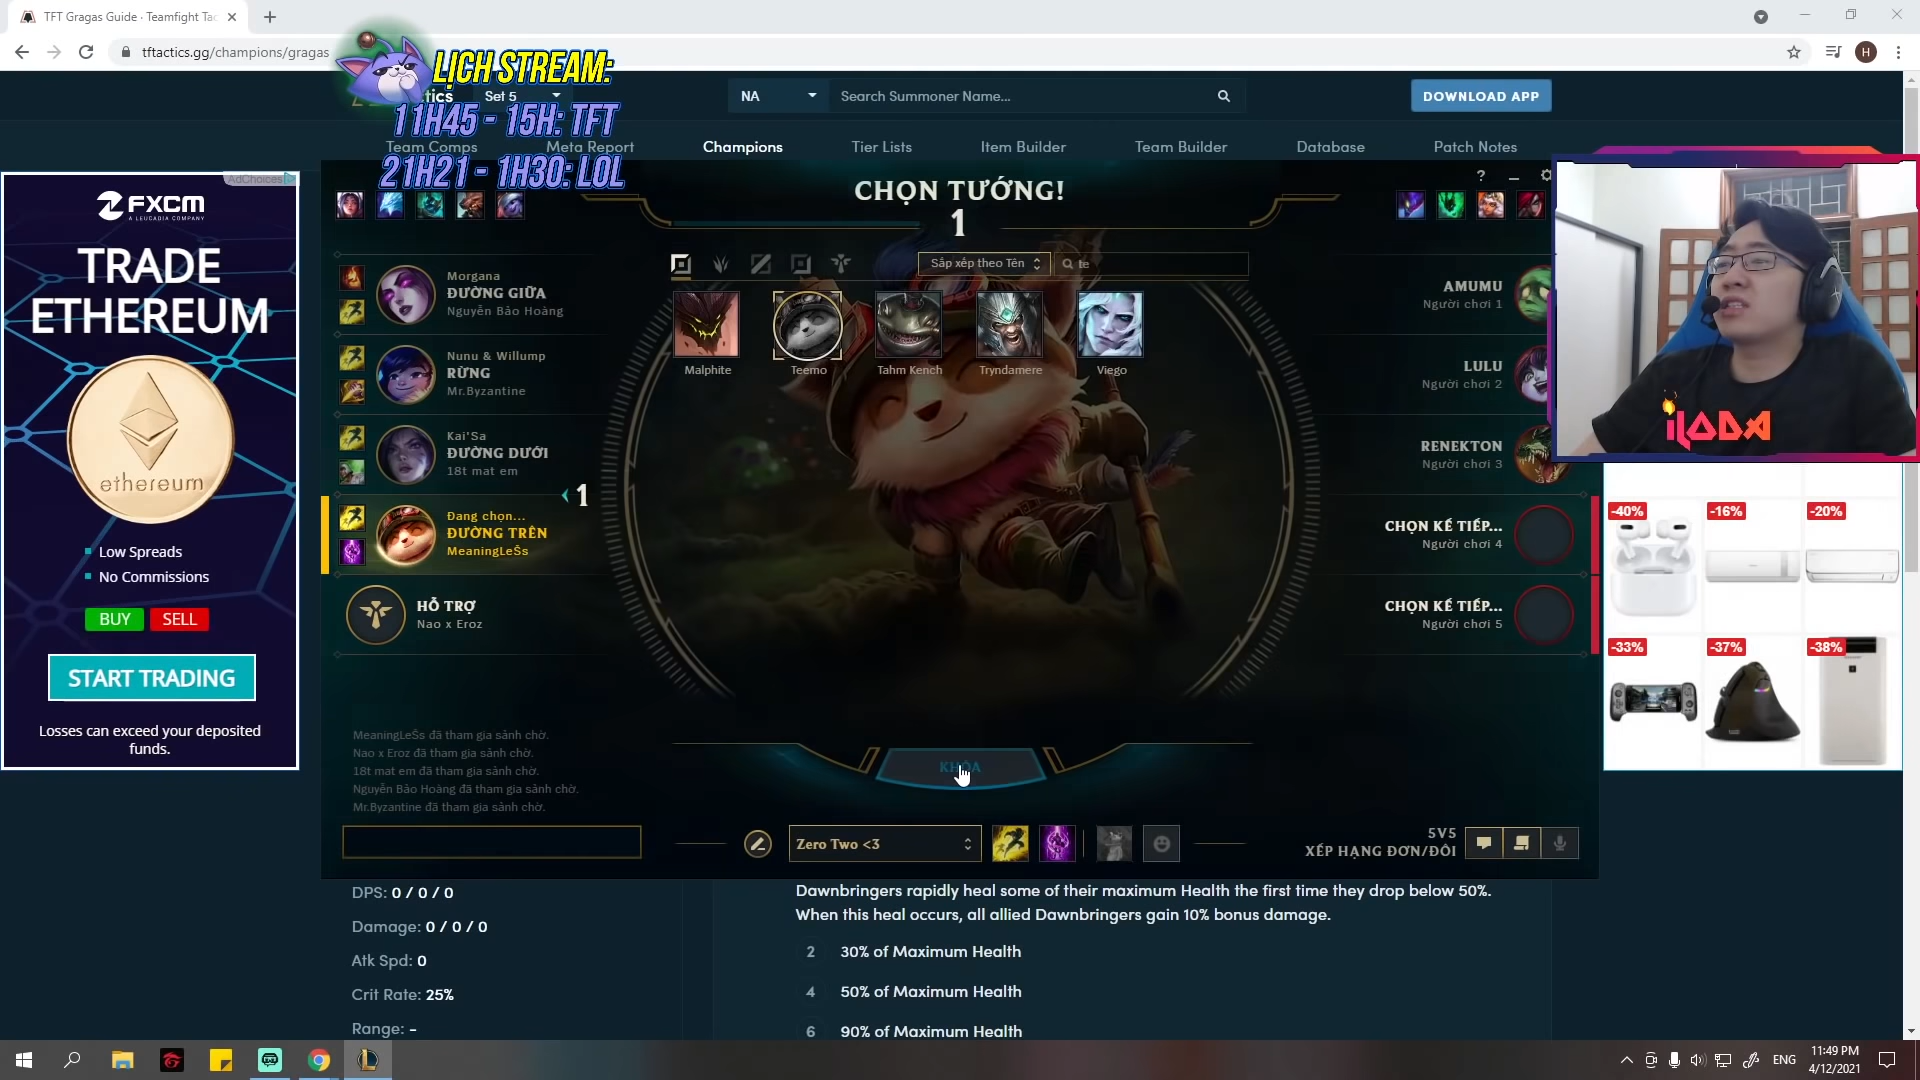 TFT Gragas Guide - Teamfight Tac
tftactics.gg/champions/gragas
LỊCH STREAM:
11H45 - 15H: TFT
21H21 - 1H30: LOL
tics
Set 5
NA
Search Summoner Name...
DOWNLOAD APP
Team Comps
Meta Report
Champions
Tier Lists
Item Builder
Team Builder
Database
Patch Notes
AdChoices
FXCM
A LEUCADIA COMPANY
TRADE
ETHEREUM
ethereum
Low Spreads
No Commissions
BUY
SELL
START TRADING
Losses can exceed your deposited
funds.
CHỌN TƯỚNG!
1
?
Sắp xếp theo Tên
te
Malphite
Teemo
Tahm Kench
Tryndamere
Viego
Morgana
ĐƯỜNG GIỮA
Nguyễn Bảo Hoàng
Nunu & Willump
RỪNG
Mr.Byzantine
Kai'Sa
ĐƯỜNG DƯỚI
18t mat em
1
Đang chọn...
ĐƯỜNG TRÊN
MeaningLeŠs
HỖ TRỢ
Nao x Eroz
AMUMU
Người chơi 1
LULU
Người chơi 2
RENEKTON
Người chơi 3
CHỌN KẾ TIẾP...
Người chơi 4
CHỌN KẾ TIẾP...
Người chơi 5
iLODA
-40%
-16%
-20%
-33%
-37%
-38%
MeaningLeŠs đã tham gia sảnh chờ.
Nao x Eroz đã tham gia sảnh chờ.
18t mat em đã tham gia sảnh chờ.
Nguyễn Bảo Hoàng đã tham gia sảnh chờ.
Mr.Byzantine đã tham gia sảnh chờ.
KHÓA
Zero Two <3
5V5
XẾP HẠNG ĐƠN/ĐÔI
DPS: 0 / 0 / 0
Damage: 0 / 0 / 0
Atk Spd: 0
Crit Rate: 25%
Range: -
Dawnbringers rapidly heal some of their maximum Health the first time they drop below 50%.
When this heal occurs, all allied Dawnbringers gain 10% bonus damage.
2 30% of Maximum Health
4 50% of Maximum Health
6 90% of Maximum Health
H
ENG
11:49 PM
4/12/2021